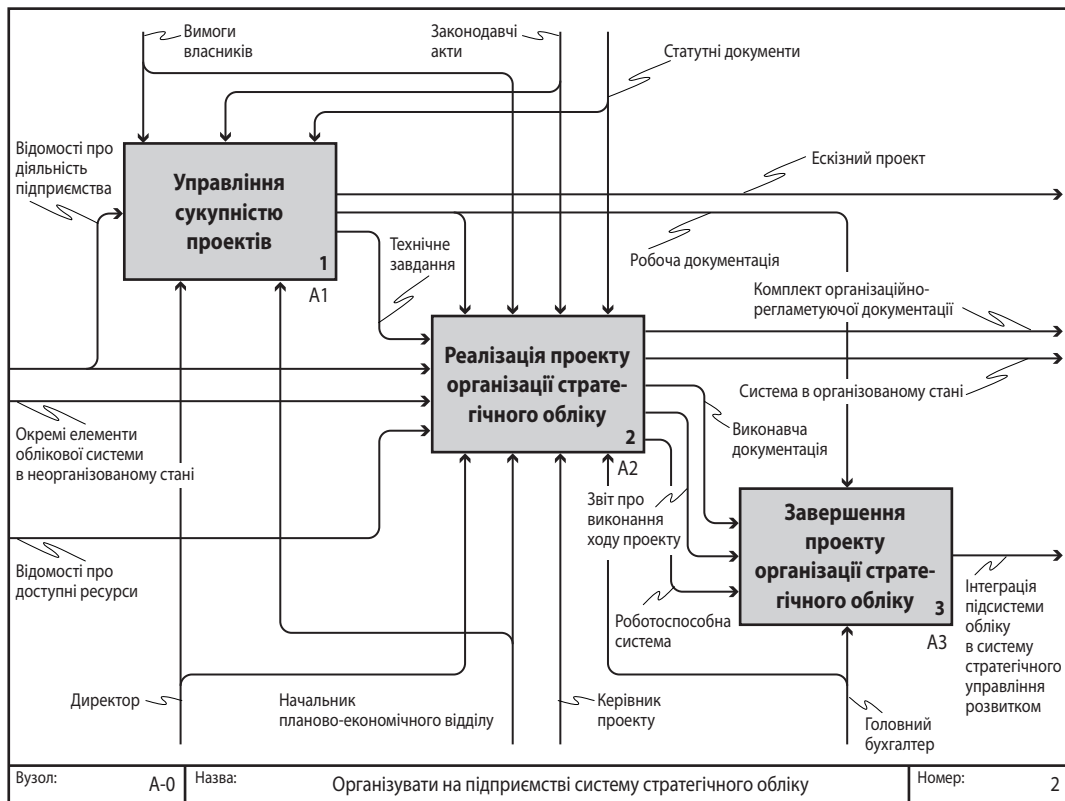 Вимоги
власників
Законодавчі
акти
Статутні документи
Відомості про
діяльність
підприємства
Управління
сукупністю
проектів
1
А1
Ескізний проект
Технічне
завдання
Робоча документація
Комплект організаційно-
регламетуючої документації
Реалізація проекту
організації страте-
гічного обліку
2
А2
Система в організованому стані
Окремі елементи
облікової системи
в неорганізованому стані
Виконавча
документація
Звіт про
виконання
ходу проекту
Завершення
проекту
організації страте-
гічного обліку
3
А3
Відомості про
доступні ресурси
Роботоспособна
система
Інтеграція
підсистеми
обліку
в систему
стратегічного
управління
розвитком
Директор
Начальник
планово-економічного відділу
Керівник
проекту
Головний
бухгалтер
Вузол:
А-0
Назва:
Організувати на підприємстві систему стратегічного обліку
Номер:
2